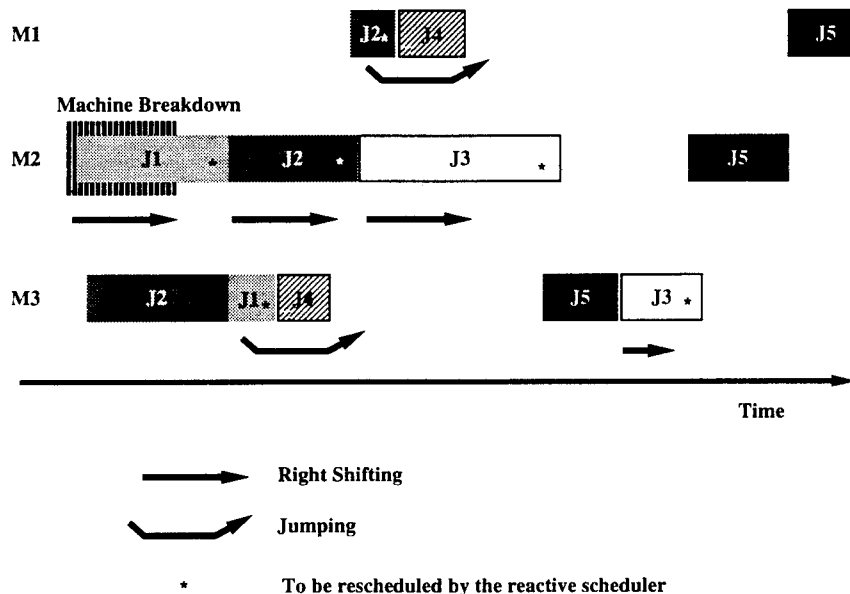 M1 J2* J4 J5
Machine Breakdown
M2 J1 * J2 * J3 * J5
M3 J2 J1* J4 J5 J3 *
Time
Right Shifting
Jumping
* To be rescheduled by the reactive scheduler